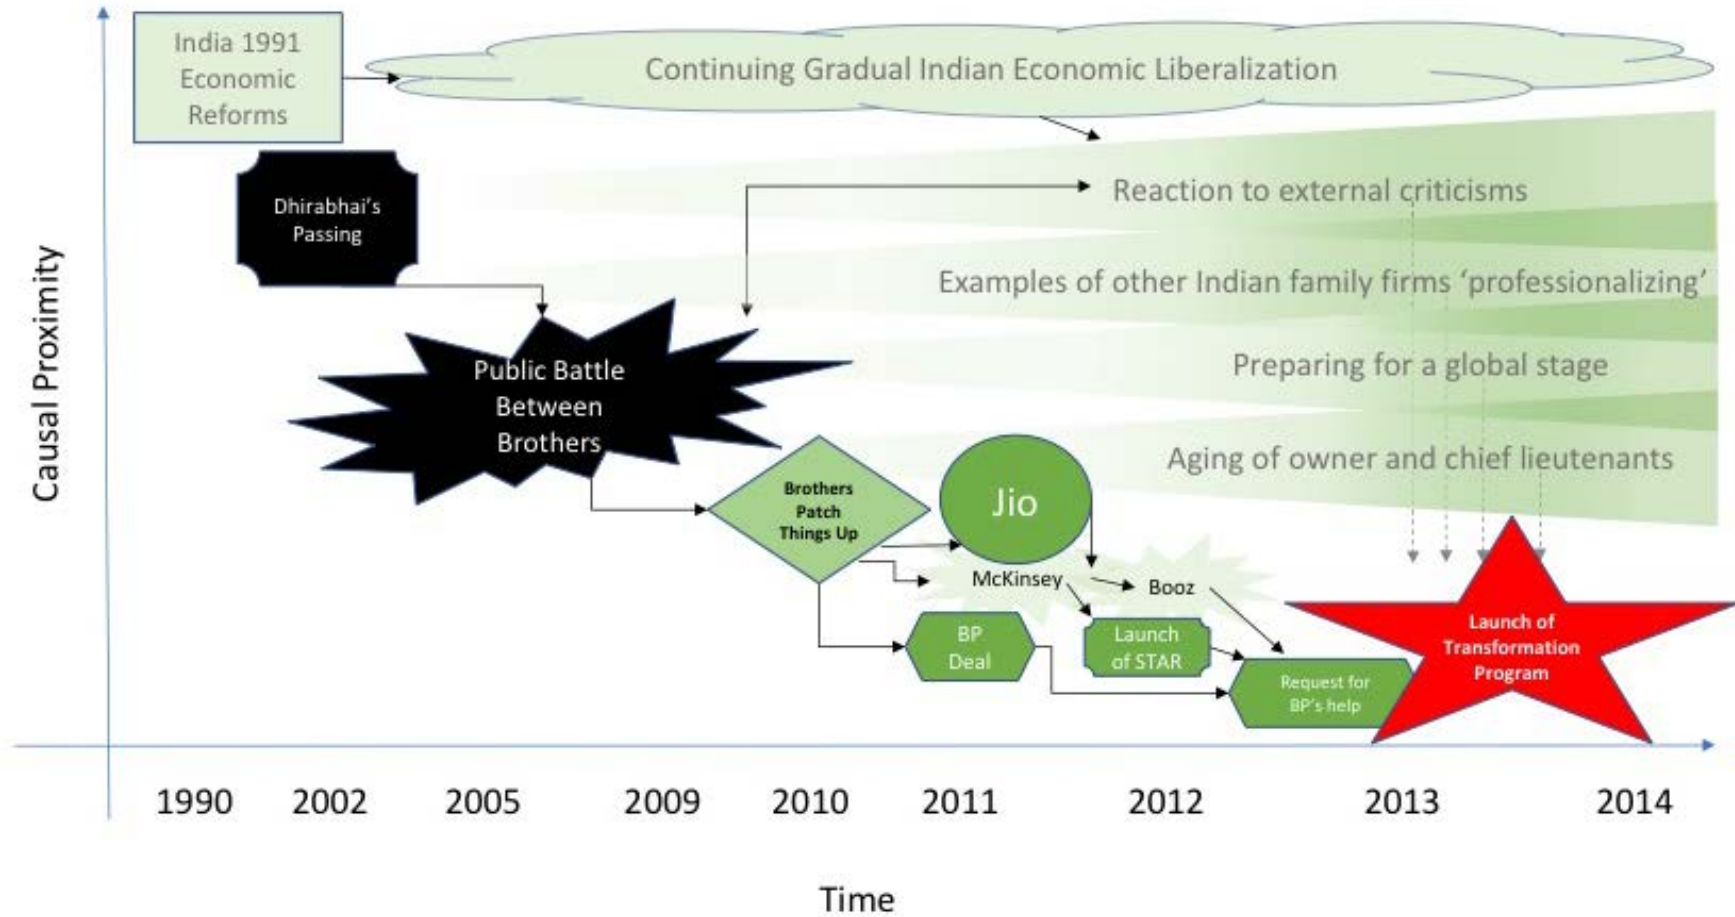 India 1991
Economic
Reforms
Continuing Gradual Indian Economic Liberalization
Dhirabhai's
Passing
Reaction to external criticisms
Examples of other Indian family firms 'professionalizing'
Public Battle
Between
Brothers
Preparing for a global stage
Aging of owner and chief lieutenants
Brothers
Patch
Things Up
Jio
McKinsey
Booz
BP
Deal
Launch
of STAR
Request for
BP's help
Launch of
Transformation
Program
Causal Proximity
1990 2002 2005 2009 2010 2011 2012 2013 2014
Time